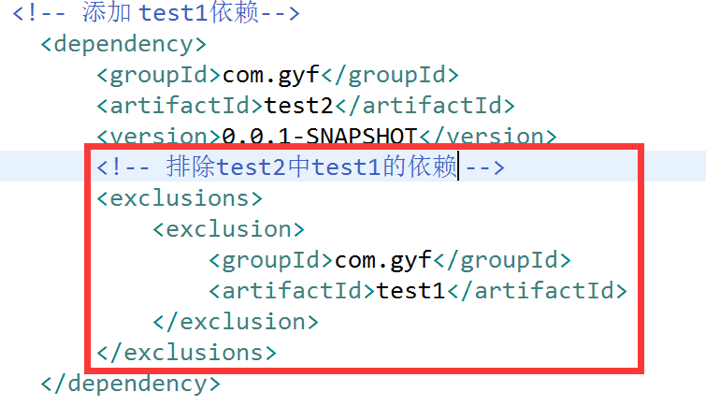 <!-- 添加 test1依赖-->
<dependency>
<groupId>com.gyf</groupId>
<artifactId>test2</artifactId>
<version>0.0.1-SNAPSHOT</version>
<!-- 排除test2中test1的依赖 -->
<exclusions>
<exclusion>
<groupId>com.gyf</groupId>
<artifactId>test1</artifactId>
</exclusion>
</exclusions>
</dependency>